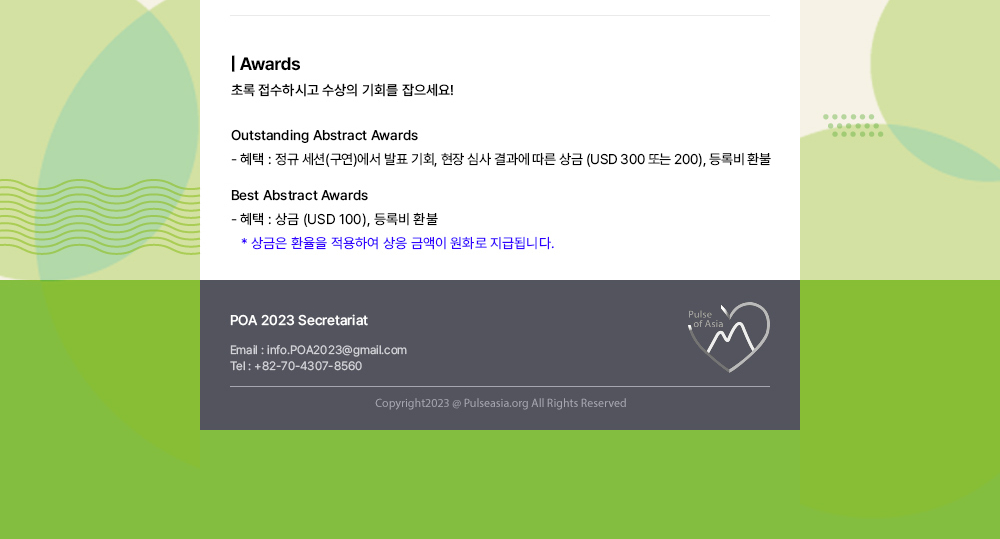 | Awards
초록 접수하시고 수상의 기회를 잡으세요!
Outstanding Abstract Awards
- 혜택 : 정규 세션(구연)에서 발표 기회, 현장 심사 결과에 따른 상금 (USD 300 또는 200), 등록비 환불
Best Abstract Awards
- 혜택 : 상금 (USD 100), 등록비 환불
* 상금은 환율을 적용하여 상응 금액이 원화로 지급됩니다.
POA 2023 Secretariat
Pulse
of Asia
Email : info.POA2023@gmail.com
Tel : +82-70-4307-8560
Copyright2023 @ Pulseasia.org All Rights Reserved